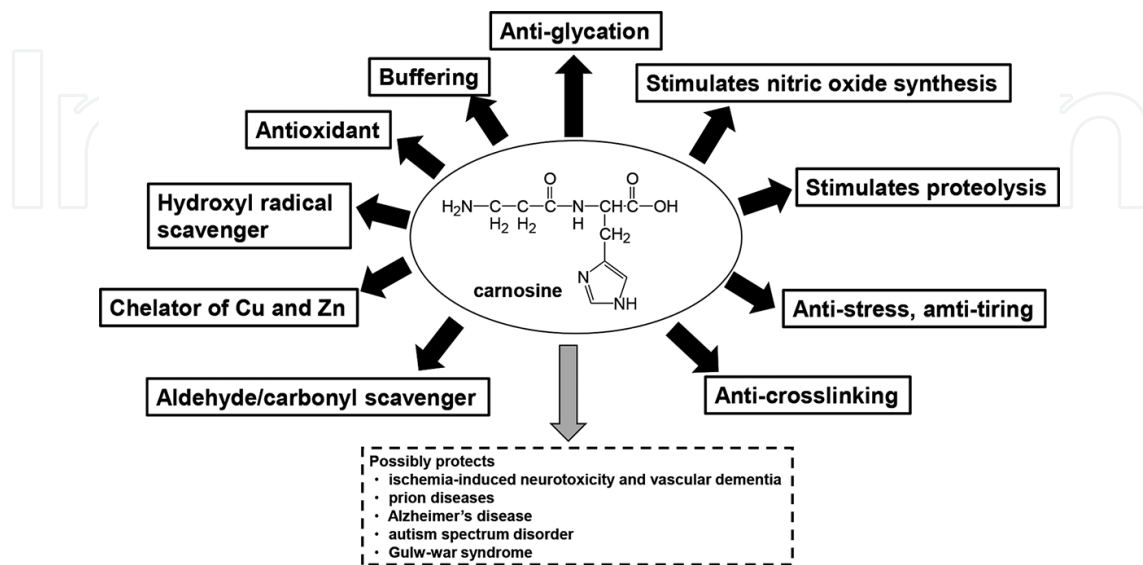 Anti-glycation
Buffering
Stimulates nitric oxide synthesis
Antioxidant
Stimulates proteolysis
Hydroxyl radical
scavenger
O
O
H₂N—C—C—C—N—CH-C—OH
H₂ H₂
H
CH₂
N
NH
carnosine
Chelator of Cu and Zn
Anti-stress, amti-tiring
Aldehyde/carbonyl scavenger
Anti-crosslinking
Possibly protects
・ ischemia-induced neurotoxicity and vascular dementia
・ prion diseases
・ Alzheimer's disease
・ autism spectrum disorder
・ Gulw-war syndrome